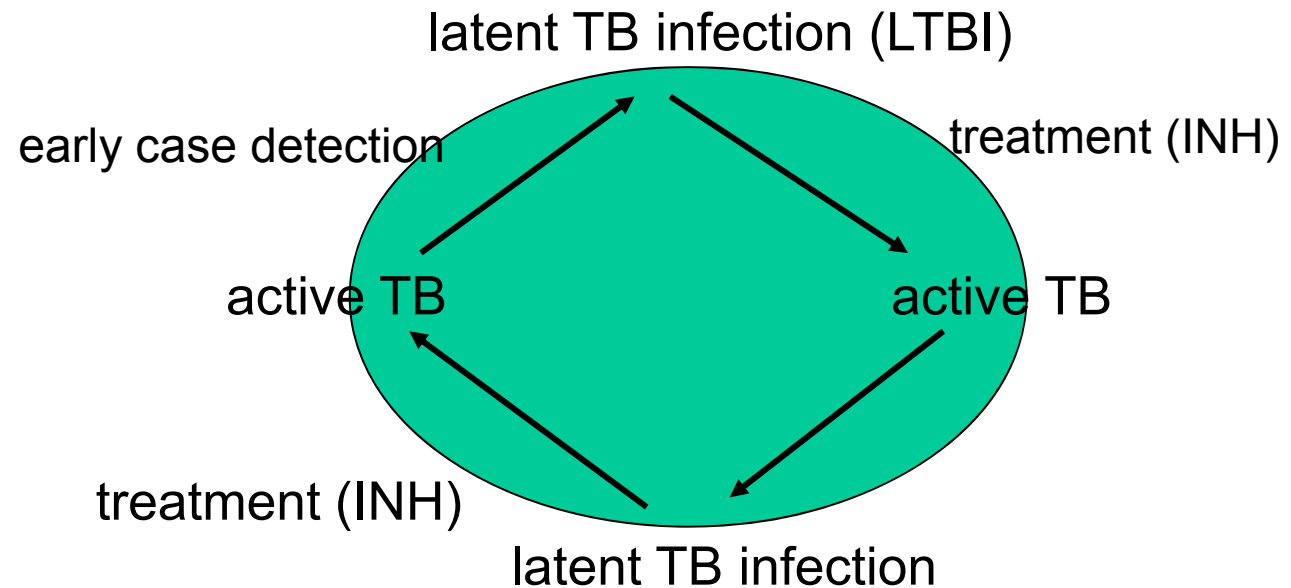 latent TB infection (LTBI)
early case detection
treatment (INH)
active TB
active TB
treatment (INH)
latent TB infection